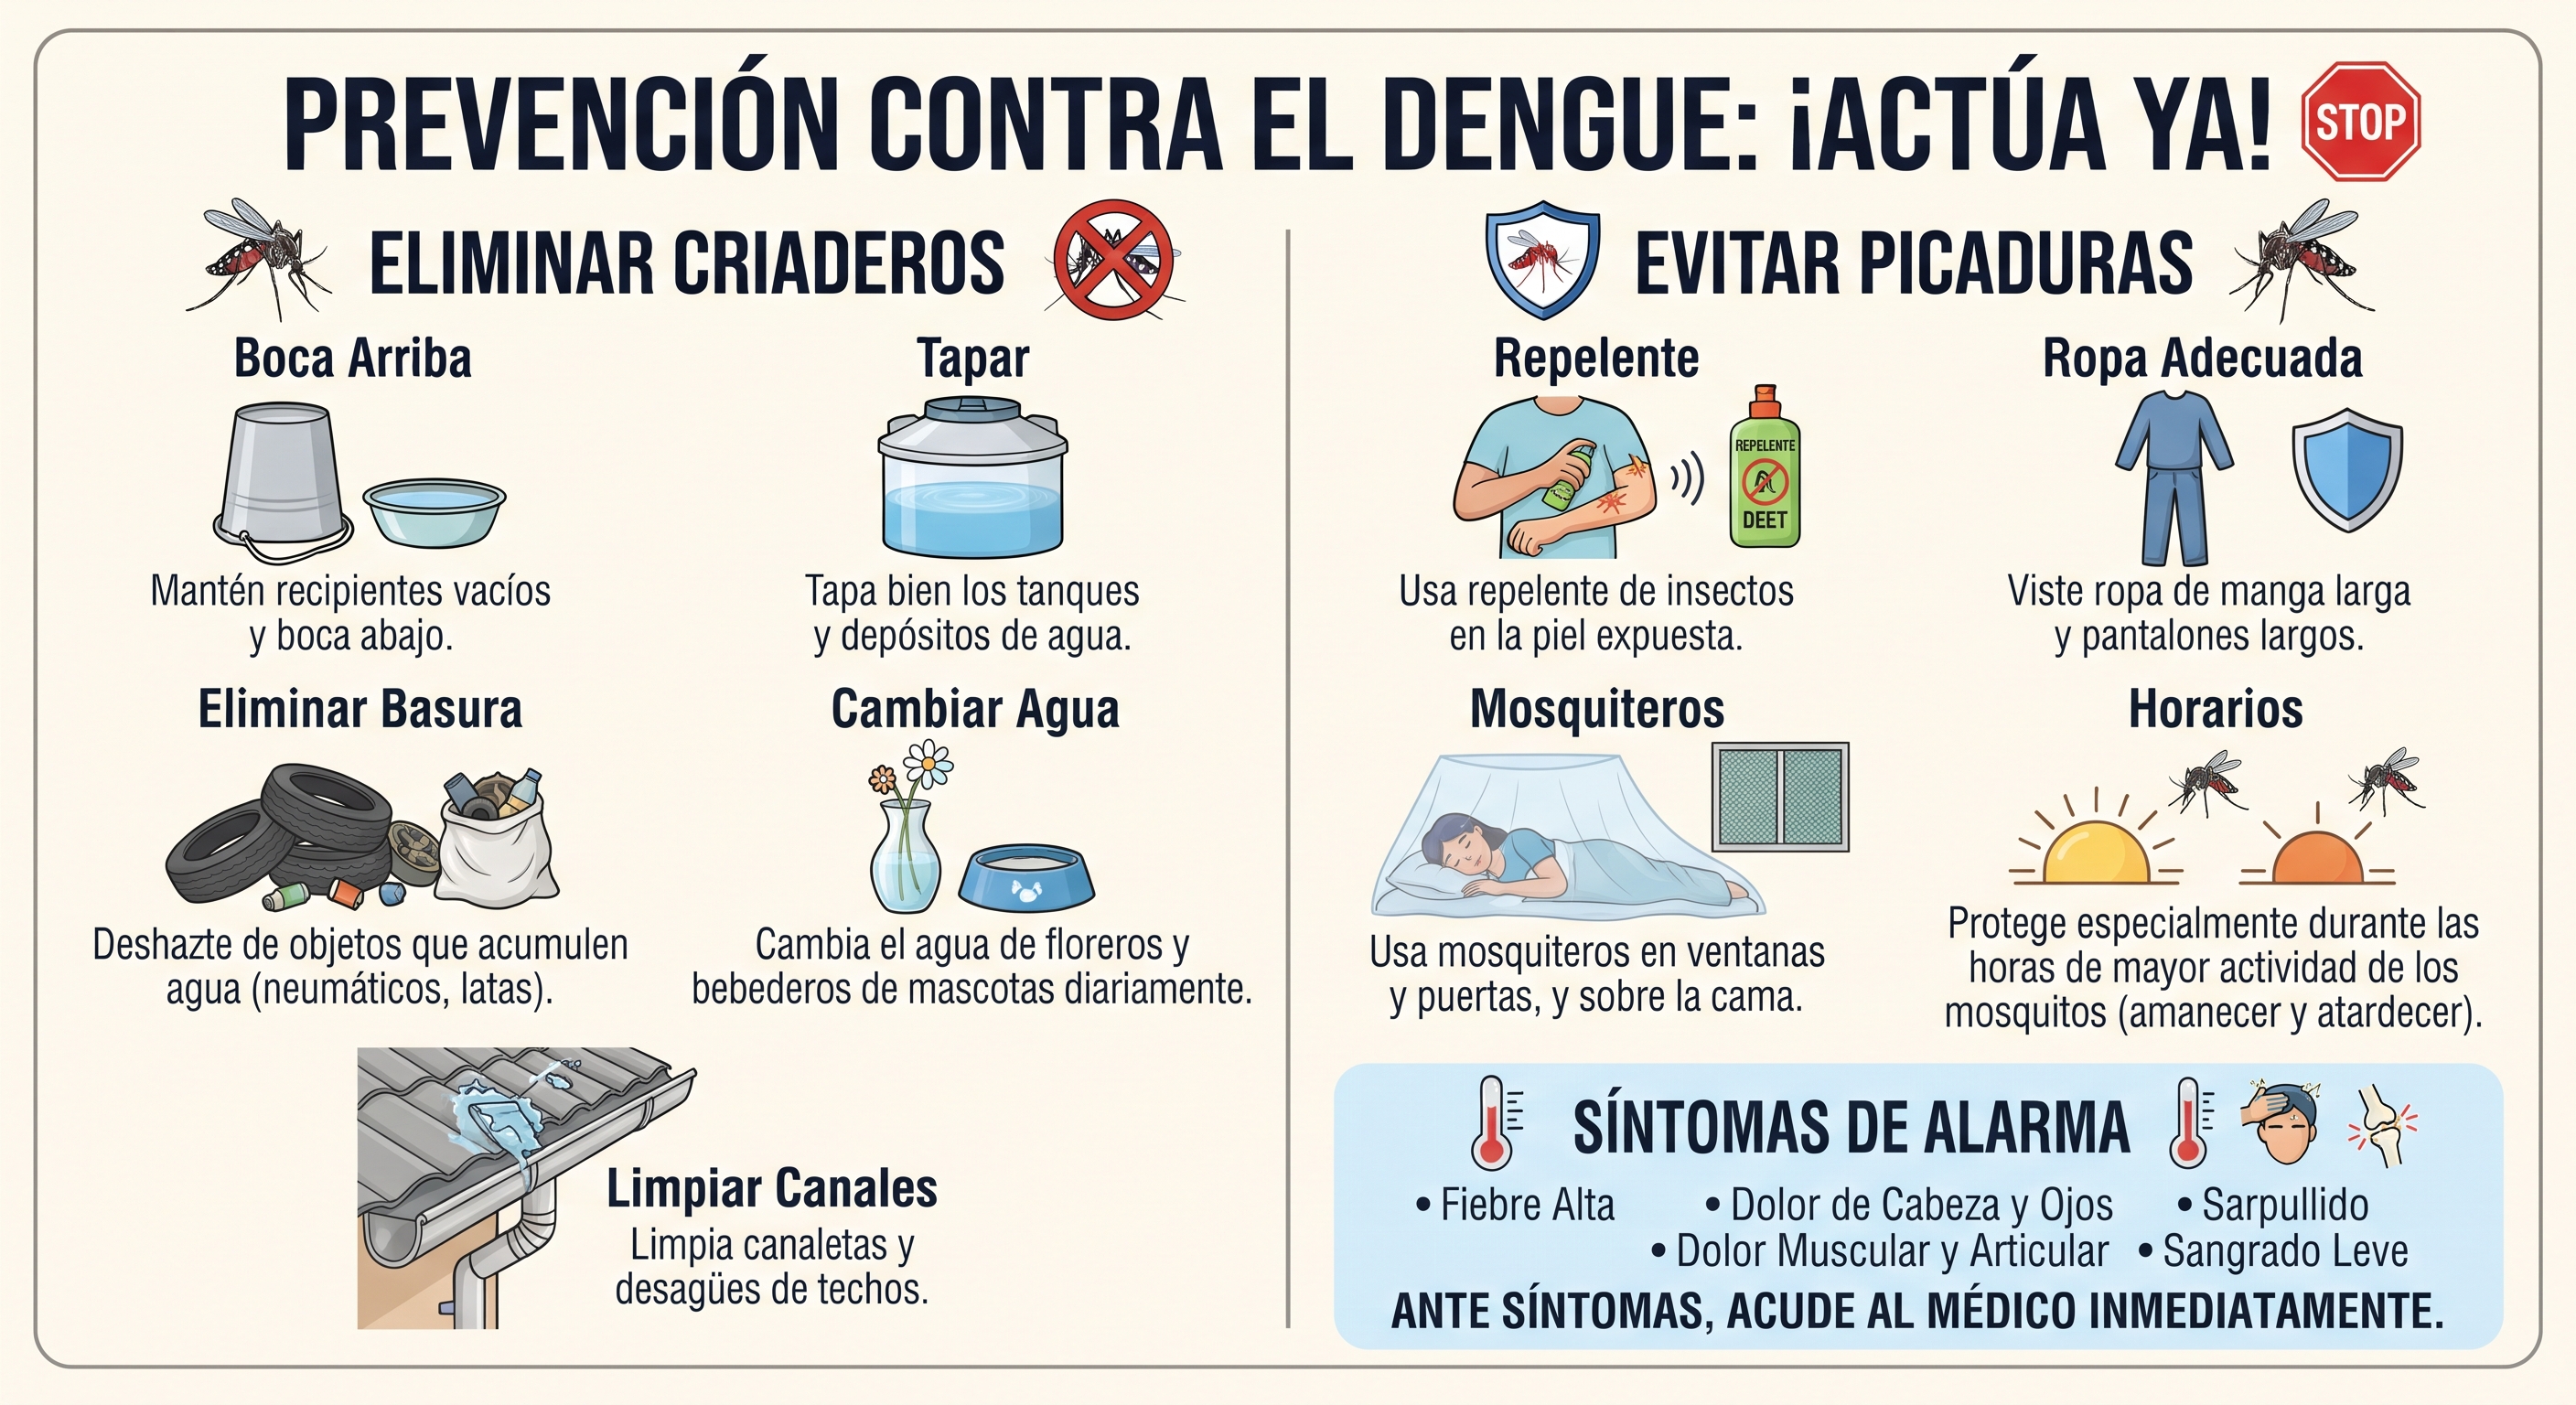 PREVENCIÓN CONTRA EL DENGUE: ¡ACTÚA YA!
STOP
ELIMINAR CRIADEROS
Boca Arriba
Mantén recipientes vacíos
y boca abajo.
Tapar
Tapa bien los tanques
y depósitos de agua.
Eliminar Basura
Deshazte de objetos que acumulen
agua (neumáticos, latas).
Cambiar Agua
Cambia el agua de floreros y
bebederos de mascotas diariamente.
Limpiar Canales
Limpia canaletas y
desagües de techos.
EVITAR PICADURAS
Repelente
REPELENTE
DEET
Usa repelente de insectos
en la piel expuesta.
Ropa Adecuada
Viste ropa de manga larga
y pantalones largos.
Mosquiteros
Usa mosquiteros en ventanas
y puertas, y sobre la cama.
Horarios
Protege especialmente durante las
horas de mayor actividad de los
mosquitos (amanecer y atardecer).
SÍNTOMAS DE ALARMA
• Fiebre Alta • Dolor de Cabeza y Ojos • Sarpullido
• Dolor Muscular y Articular • Sangrado Leve
ANTE SÍNTOMAS, ACUDE AL MÉDICO INMEDIATAMENTE.